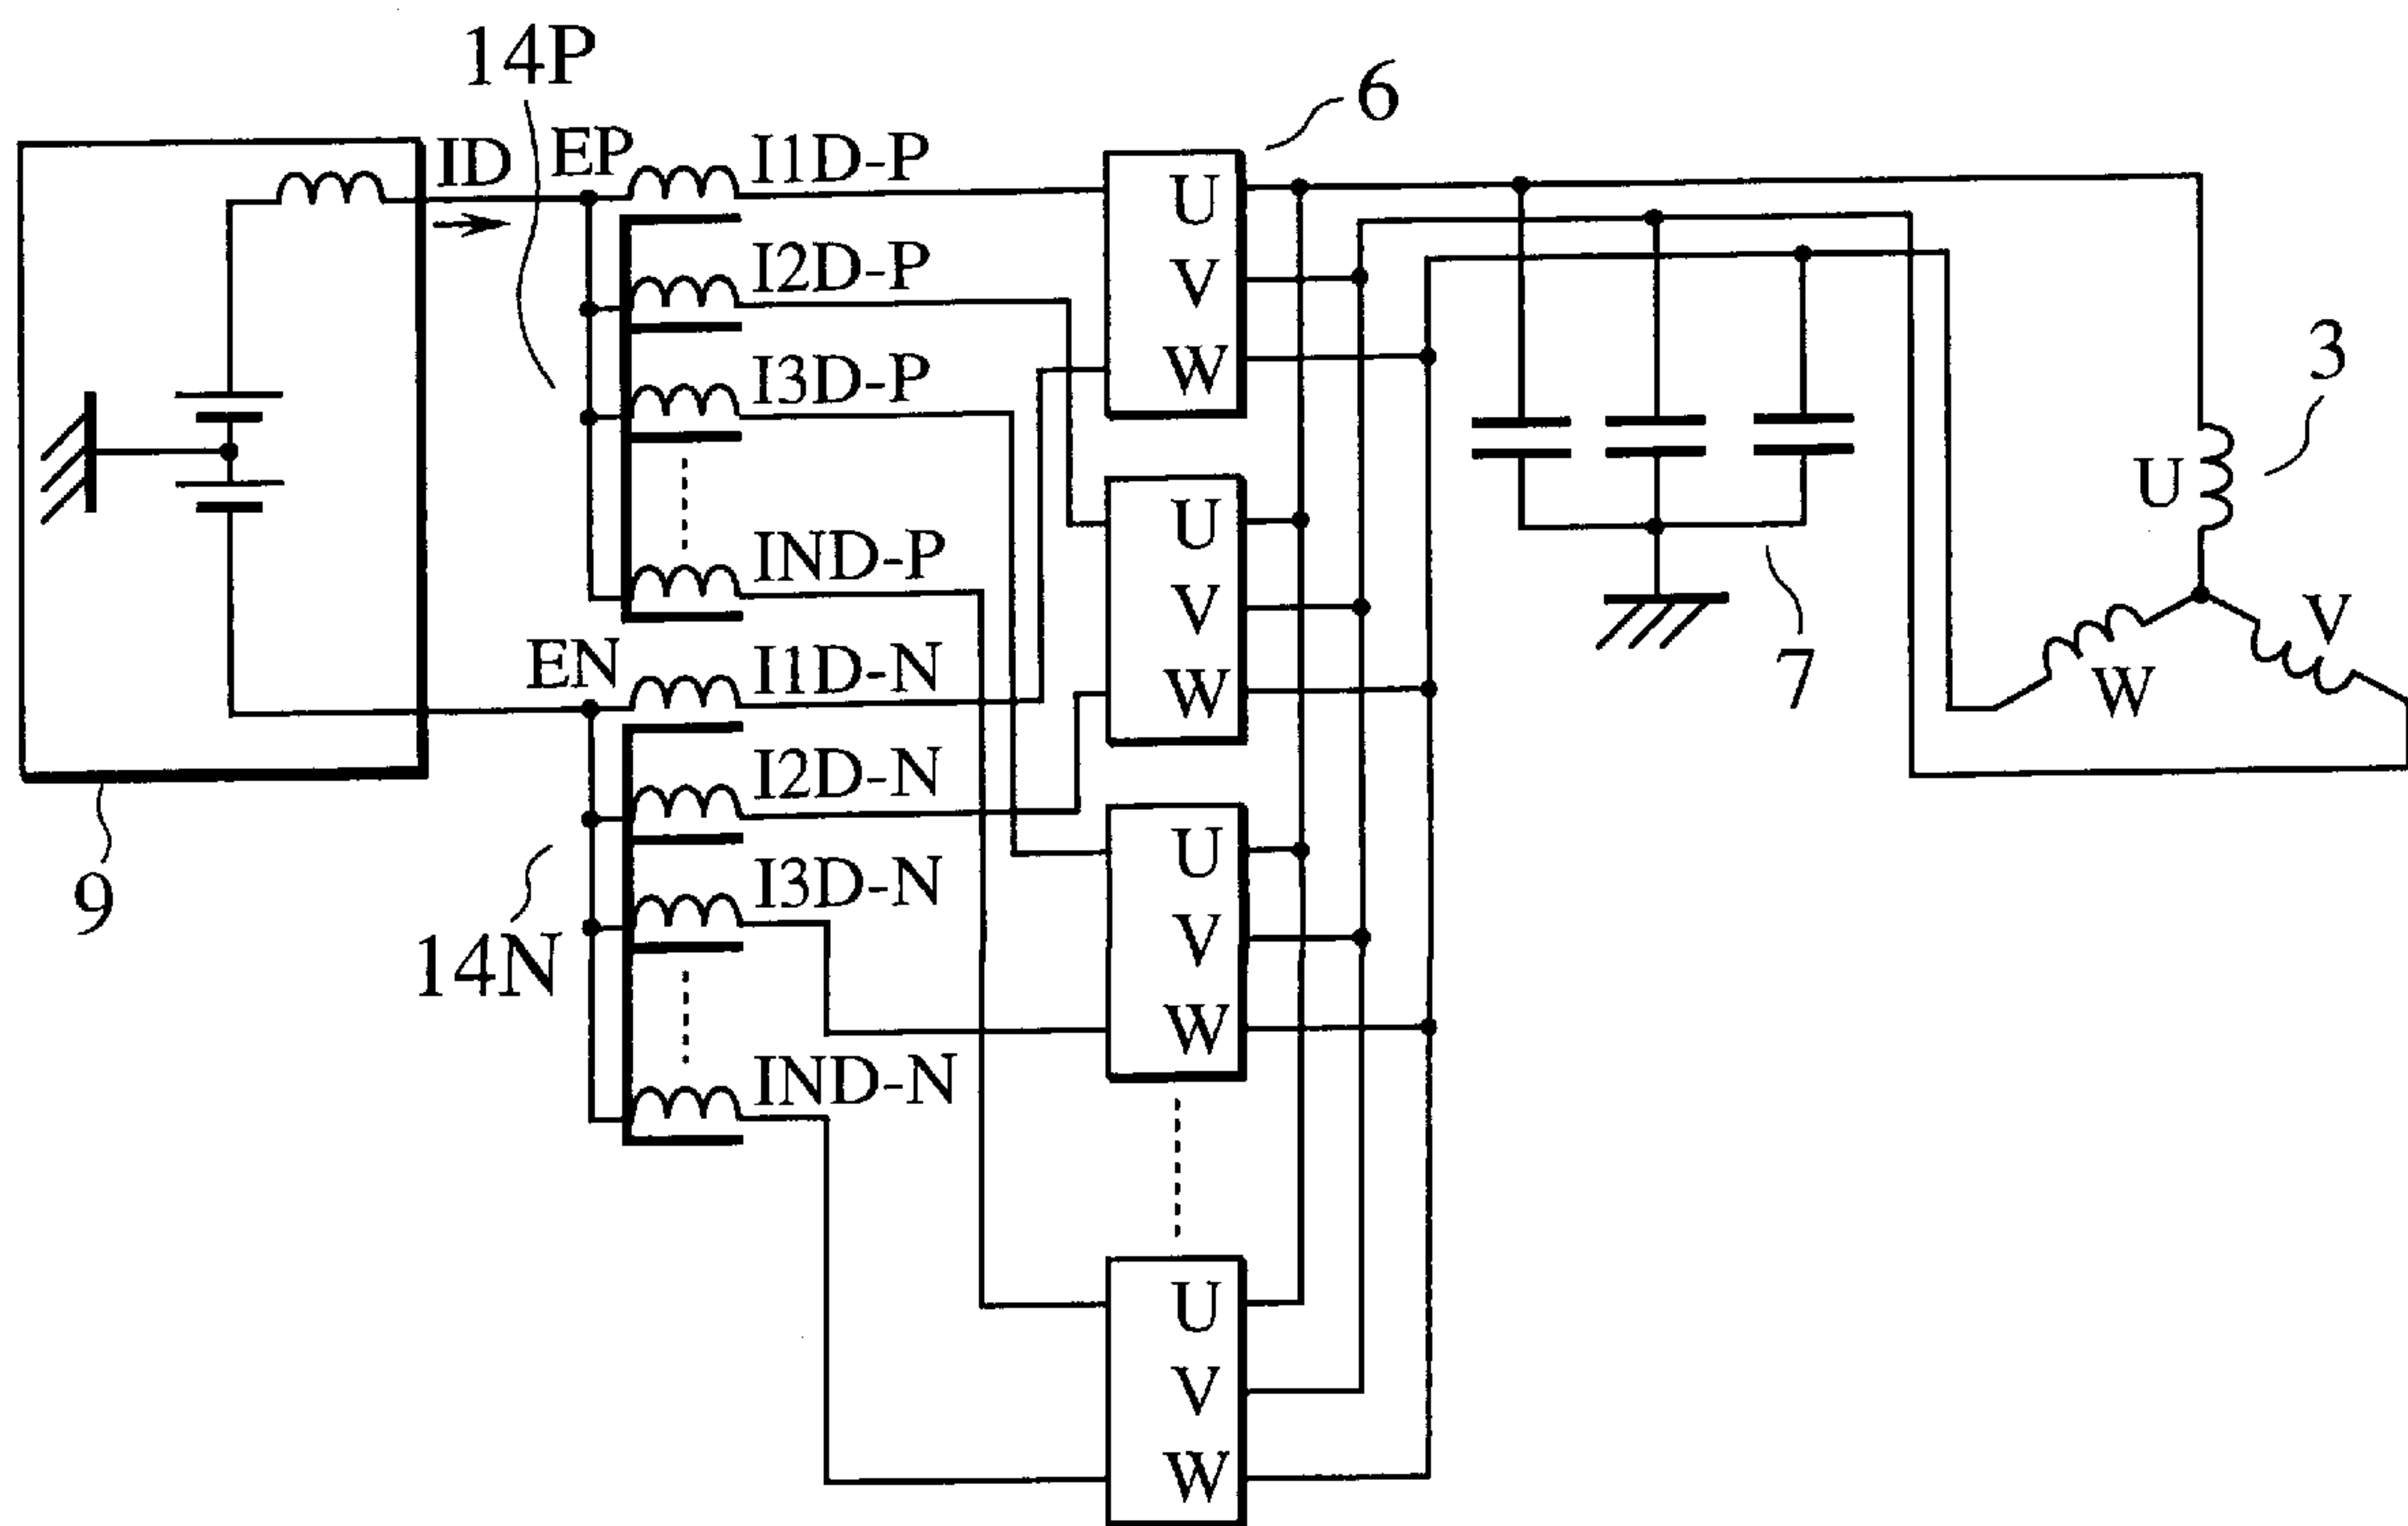 14P
6
ID
EP
I1D-P
U
V
W
I2D-P
I3D-P
IND-P
EN
I1D-N
I2D-N
I3D-N
IND-N
14N
9
U
V
W
U
V
W
U
V
W
7
3
U
V
W